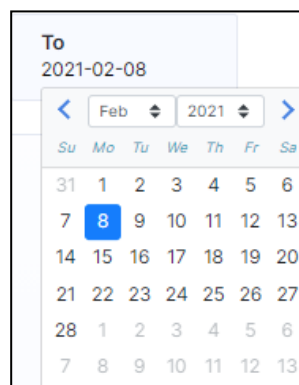 To
2021-02-08
Feb 2021
Su Mo Tu We Th Fr Sa
31 1 2 3 4 5 6
7 8 9 10 11 12 13
14 15 16 17 18 19 20
21 22 23 24 25 26 27
28 1 2 3 4 5 6
7 8 9 10 11 12 13